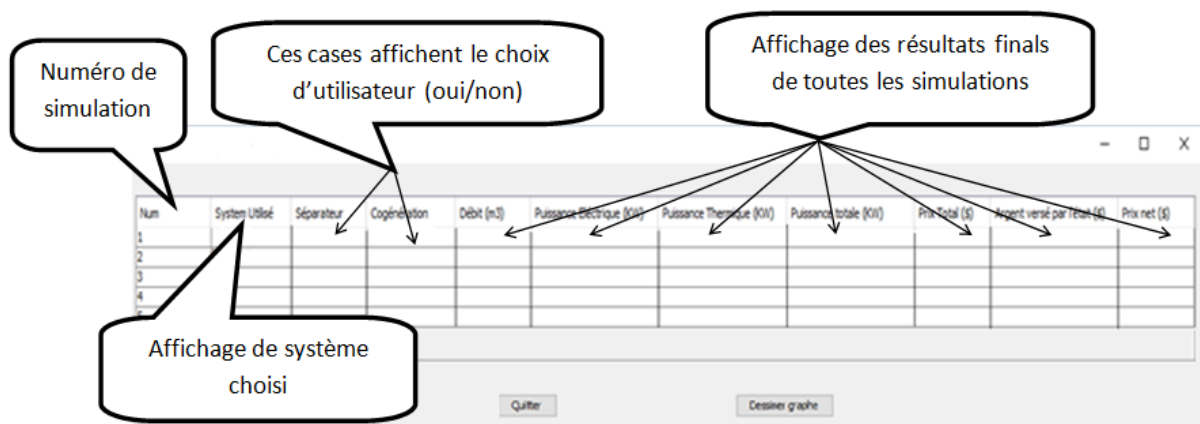 Numéro de
simulation
Ces cases affichent le choix
d'utilisateur (oui/non)
Affichage des résultats finals
de toutes les simulations
Num System Utilisé Séparateur Cogénération Débit (m3) Puissance Electrique (KW) Puissance Thermique (KW) Puissance totale (KW) Prix Total ($) Argent versé par l'état ($) Prix net ($)
1
2
3
4
Affichage de système
choisi
Quitter Dessiner graphe